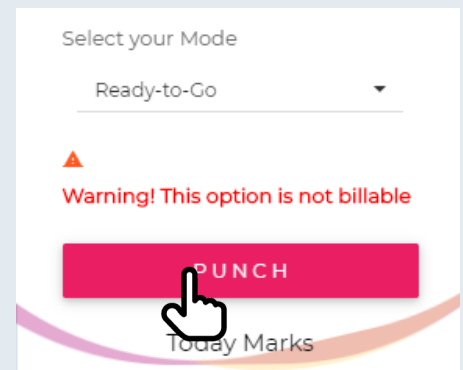 Select your Mode
Ready-to-Go
Warning! This option is not billable
PUNCH
Today Marks